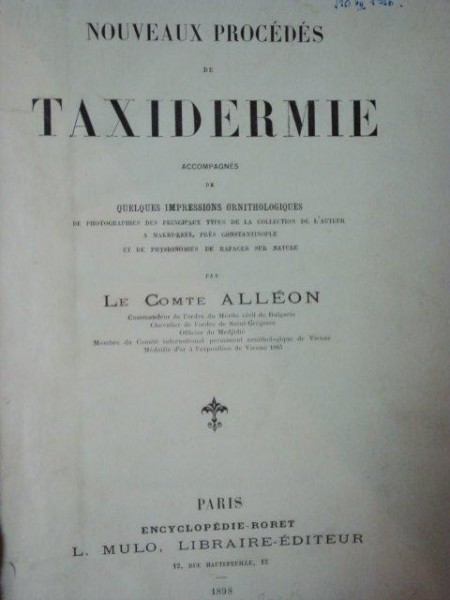 NOUVEAUX PROCÉDÉS
DE
TAXIDERMIE
ACCOMPAGNÉS
DE
QUELQUES IMPRESSIONS ORNITHOLOGIQUES
DE PHOTOGRAPHIES DES PRINCIPAUX TYPES DE LA COLLECTION DE L'AUTEUR
A MAKRI-KEUI, PRÈS CONSTANTINOPLE
ET DE PHYSIONOMIES DE RAPACES SUR NATURE
PAR
LE COMTE ALLÉON
Commandeur de l'ordre du Mérite civil de Bulgarie
Chevalier de l'ordre de Saint-Grégoire
Officier du Medjidié
Membre du Comité international permanent ornithologique de Vienne
Médaille d'or à l'exposition de Vienne
PARIS
ENCYCLOPÉDIE-RORET
L. MULO, LIBRAIRE-ÉDITEUR
12, RUE HAUTEFEUILLE, 12
1898